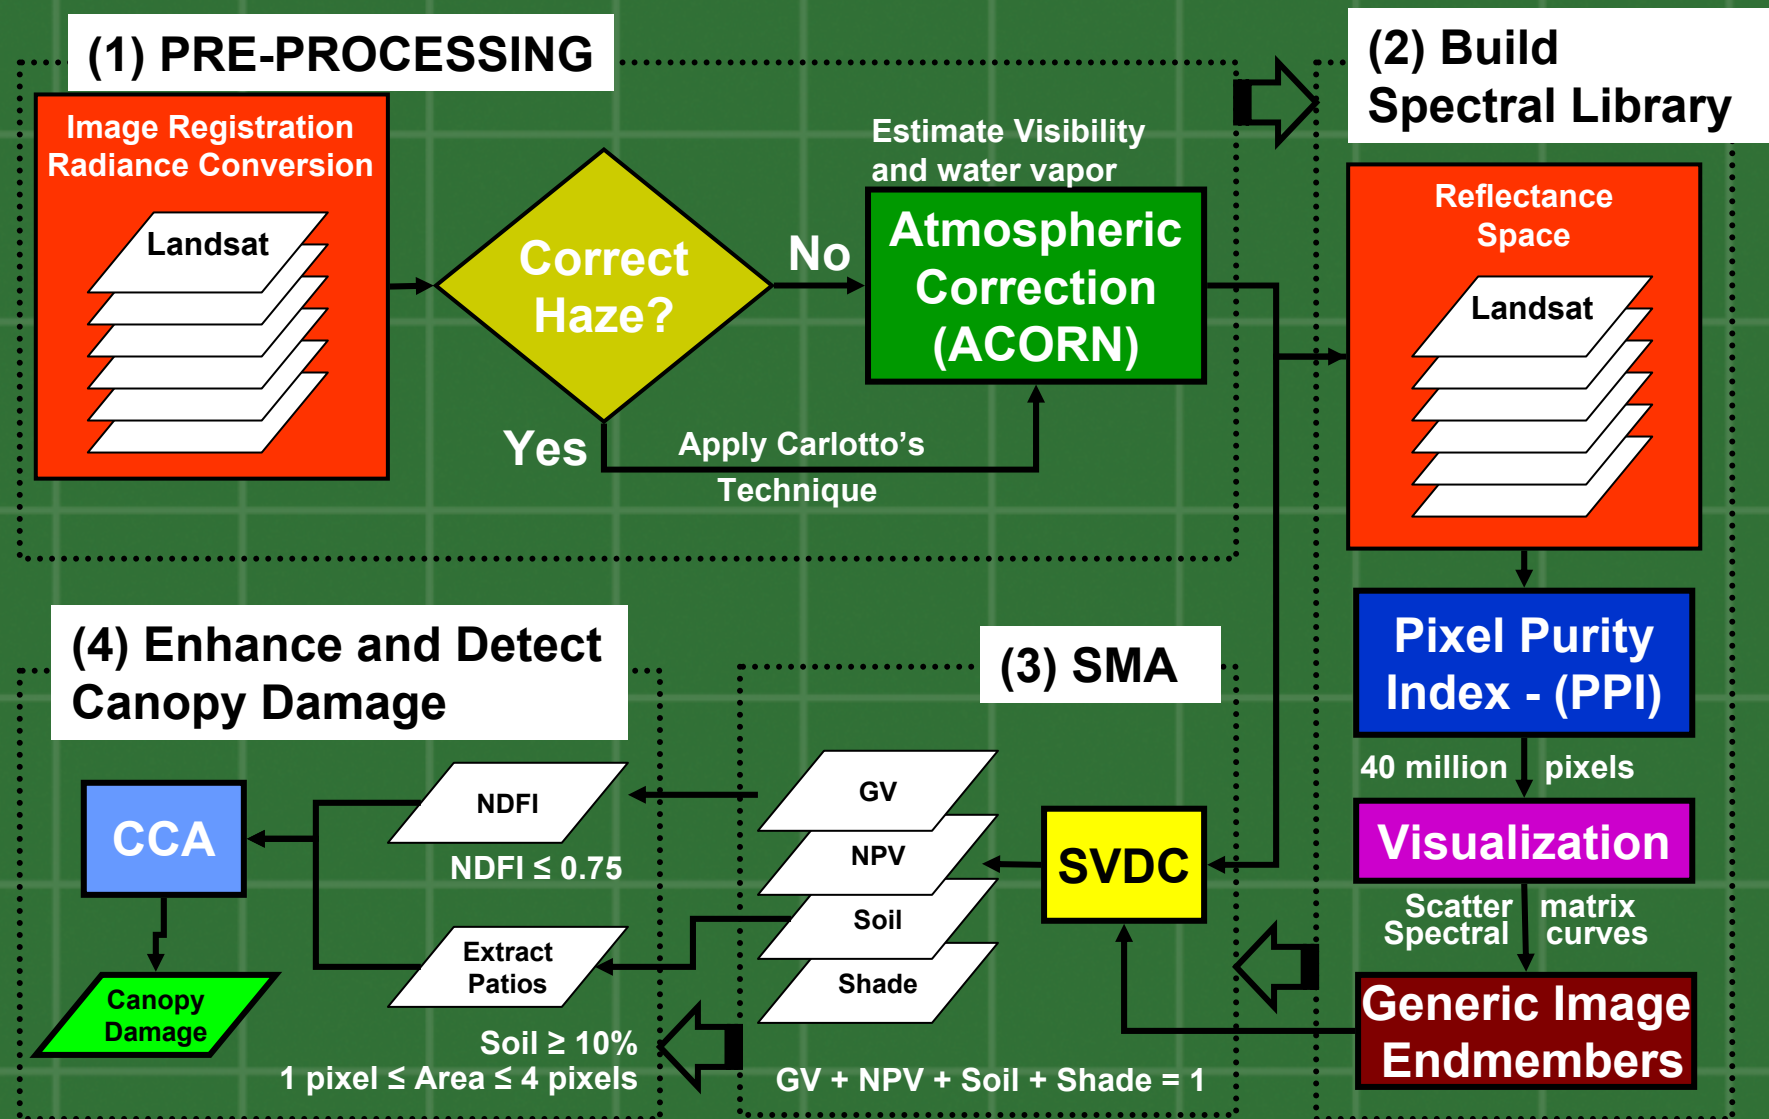 (1) PRE-PROCESSING
Image Registration
Radiance Conversion
Landsat
Correct
Haze?
No
Yes
Apply Carlotto's
Technique
Estimate Visibility
and water vapor
Atmospheric
Correction
(ACORN)
(2) Build
Spectral Library
Reflectance
Space
Landsat
Pixel Purity
Index - (PPI)
40 million pixels
Visualization
Scatter matrix
Spectral curves
Generic Image
Endmembers
(3) SMA
SVDC
GV
NPV
Soil
Shade
GV + NPV + Soil + Shade = 1
(4) Enhance and Detect
Canopy Damage
NDFI
NDFI ≤ 0.75
Extract
Patios
Soil ≥ 10%
1 pixel ≤ Area ≤ 4 pixels
CCA
Canopy
Damage